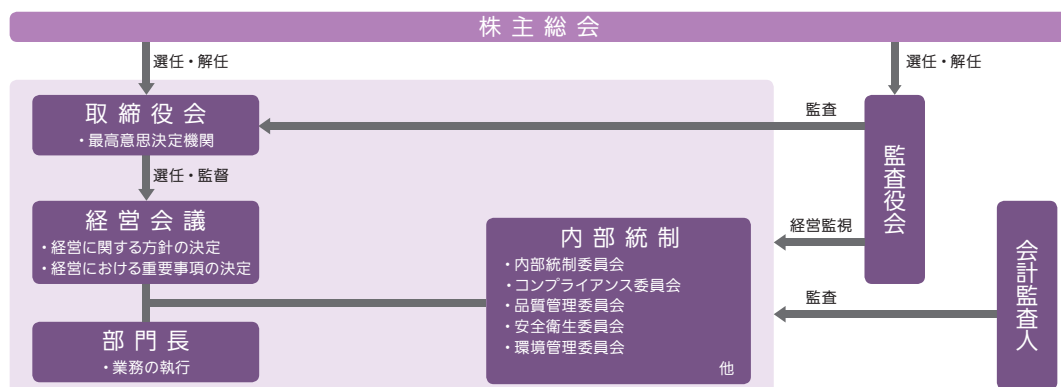 株主総会
選任・解任
選任・解任
取締役会
・最高意思決定機関
監査
監査役会
選任・監督
経営会議
・経営に関する方針の決定
・経営における重要事項の決定
内部統制
・内部統制委員会
・コンプライアンス委員会
・品質管理委員会
・安全衛生委員会
・環境管理委員会
他
経営監視
監査
会計監査人
部門長
・業務の執行